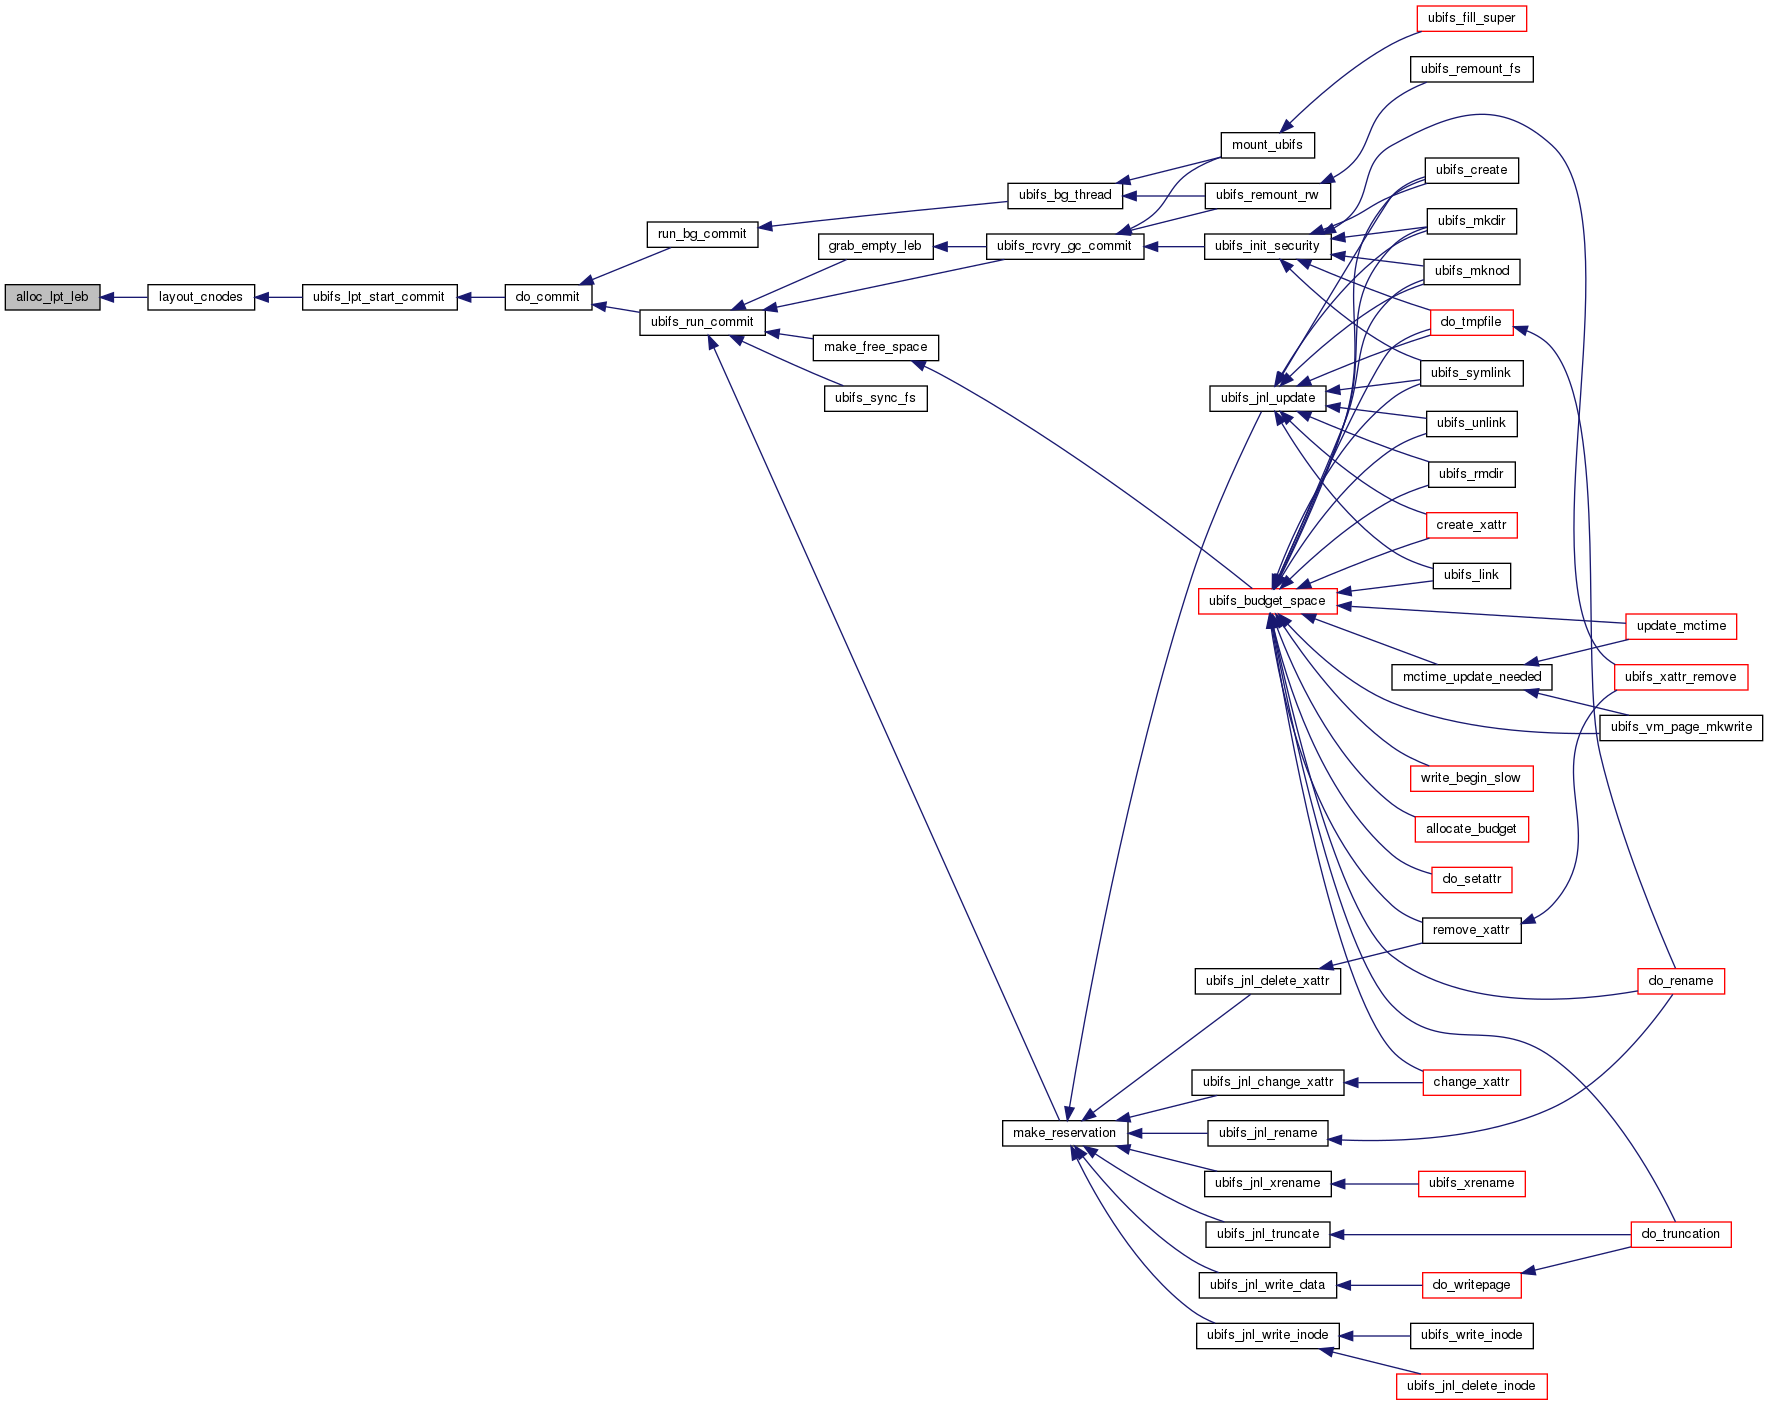 alloc_lpt_leb
layout_cnodes
ubifs_lpt_start_commit
do_commit
run_bg_commit
ubifs_run_commit
grab_empty_leb
make_free_space
ubifs_sync_fs
ubifs_bg_thread
ubifs_rcvry_gc_commit
make_reservation
mount_ubifs
ubifs_remount_rw
ubifs_init_security
ubifs_jnl_update
ubifs_budget_space
ubifs_jnl_delete_xattr
ubifs_jnl_change_xattr
ubifs_jnl_rename
ubifs_jnl_xrename
ubifs_jnl_truncate
ubifs_jnl_write_data
ubifs_jnl_write_inode
ubifs_fill_super
ubifs_remount_fs
ubifs_create
ubifs_mkdir
ubifs_mknod
do_tmpfile
ubifs_symlink
ubifs_unlink
ubifs_rmdir
create_xattr
ubifs_link
mctime_update_needed
write_begin_slow
allocate_budget
do_setattr
remove_xattr
change_xattr
ubifs_xrename
do_writepage
ubifs_write_inode
ubifs_jnl_delete_inode
update_mctime
ubifs_xattr_remove
ubifs_vm_page_mkwrite
do_rename
do_truncation